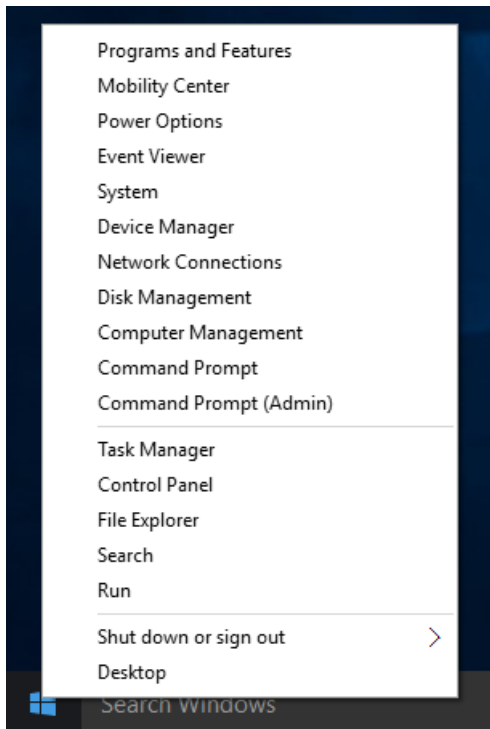 Programs and Features
Mobility Center
Power Options
Event Viewer
System
Device Manager
Network Connections
Disk Management
Computer Management
Command Prompt
Command Prompt (Admin)
Task Manager
Control Panel
File Explorer
Search
Run
Shut down or sign out
Desktop
Search Windows